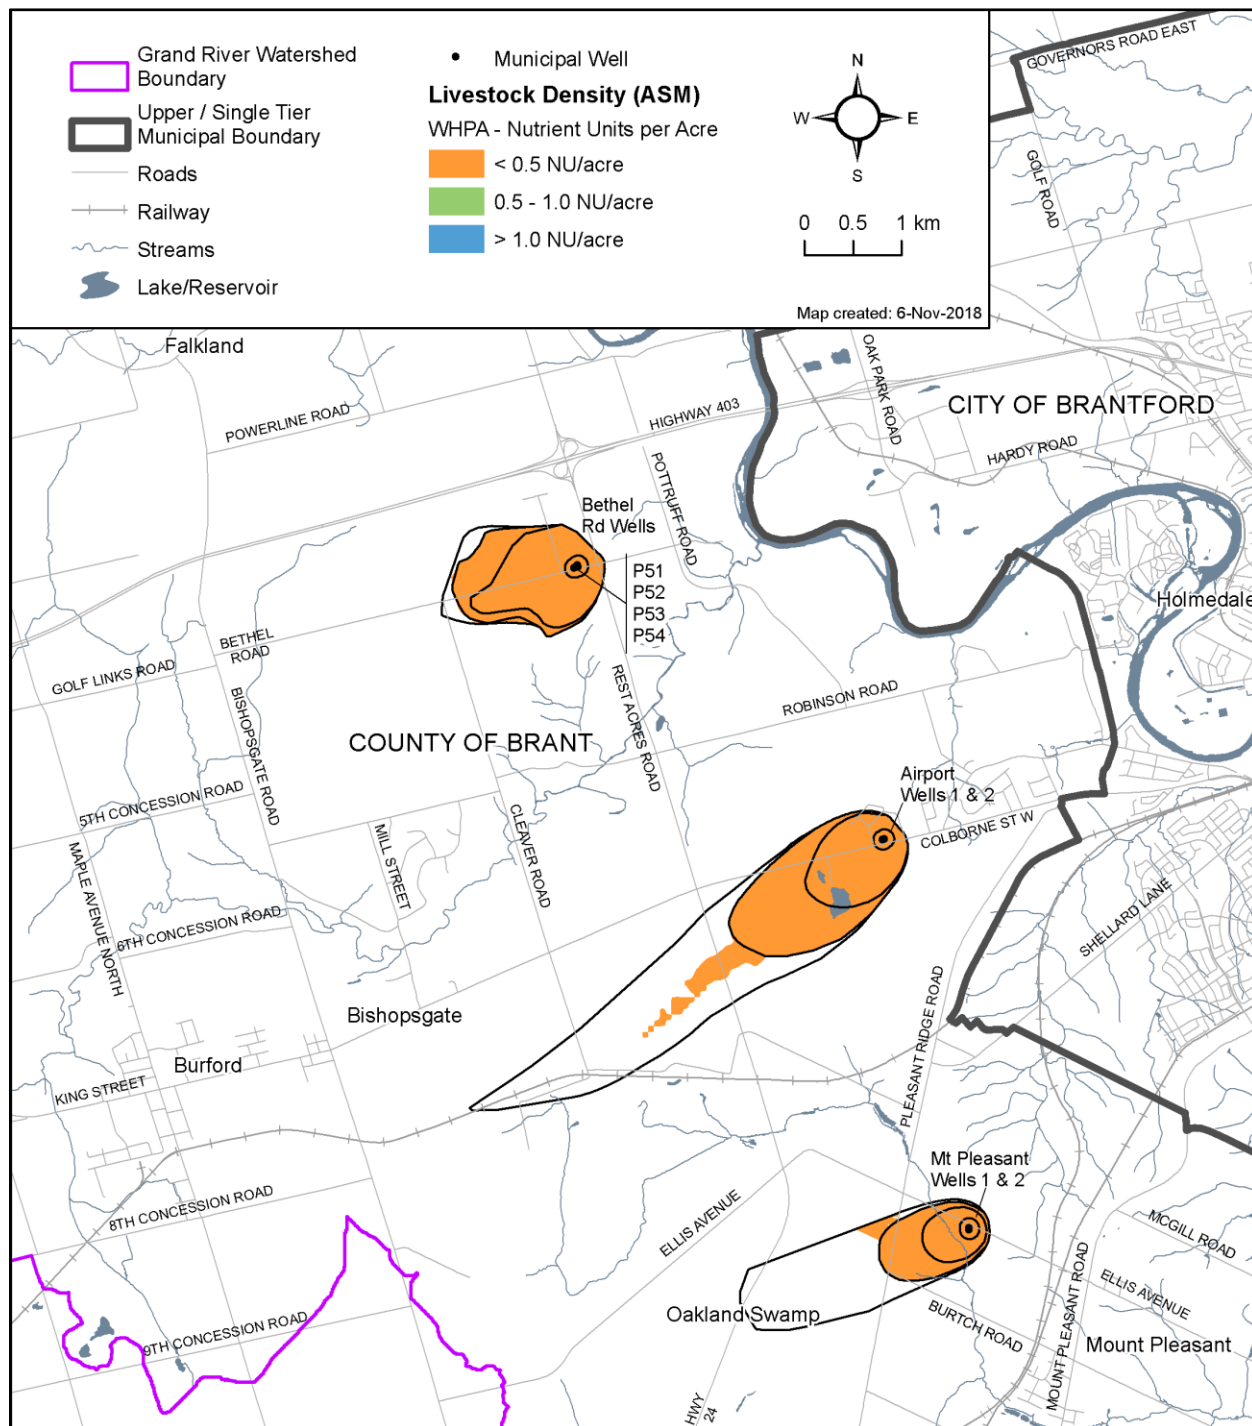 Grand River Watershed
Boundary
Upper / Single Tier
Municipal Boundary
Roads
Railway
Streams
Lake/Reservoir
Municipal Well
Livestock Density (ASM)
WHPA - Nutrient Units per Acre
< 0.5 NU/acre
0.5 - 1.0 NU/acre
> 1.0 NU/acre
N
W
E
S
0 0.5 1 km
Map created: 6-Nov-2018
GOVERNORS ROAD EAST
GOLF ROAD
Falkland
POWERLINE ROAD
HIGHWAY 403
OAK PARK ROAD
CITY OF BRANTFORD
HARDY ROAD
POTTRUFF ROAD
Bethel
Rd Wells
P51
P52
P53
P54
Holmedale
BETHEL
ROAD
GOLF LINKS ROAD
BISHOPSGATE ROAD
REST ACRES ROAD
ROBINSON ROAD
COUNTY OF BRANT
Airport
Wells 1 & 2
COLBORNE ST W
5TH CONCESSION ROAD
MAPLE AVENUE NORTH
MILL STREET
CLEAVER ROAD
6TH CONCESSION ROAD
SHELLARD LANE
Bishopsgate
Burford
KING STREET
PLEASANT RIDGE ROAD
Mt Pleasant
Wells 1 & 2
8TH CONCESSION ROAD
ELLIS AVENUE
MCGILL ROAD
ELLIS AVENUE
Oakland Swamp
BURTCH ROAD
MOUNT PLEASANT ROAD
Mount Pleasant
9TH CONCESSION ROAD
HWY
24